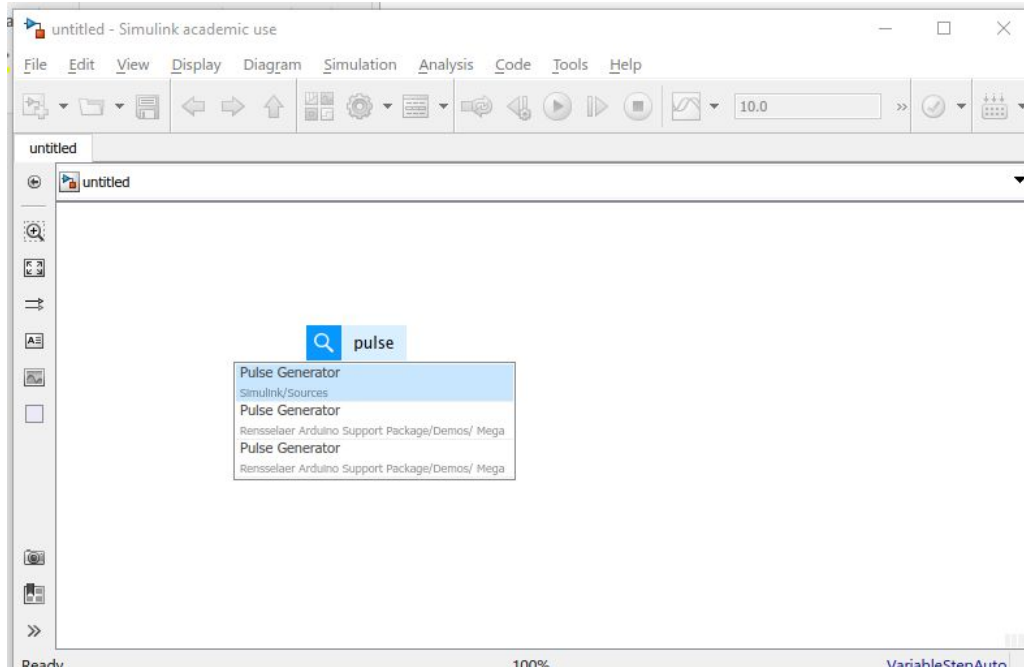 untitled - Simulink academic use
File Edit View Display Diagram Simulation Analysis Code Tools Help
10.0
untitled
untitled
pulse
Pulse Generator
Simulink/Sources
Pulse Generator
Rensselaer Arduino Support Package/Demos/ Mega
Pulse Generator
Rensselaer Arduino Support Package/Demos/ Mega
Ready 100% VariableStepAuto